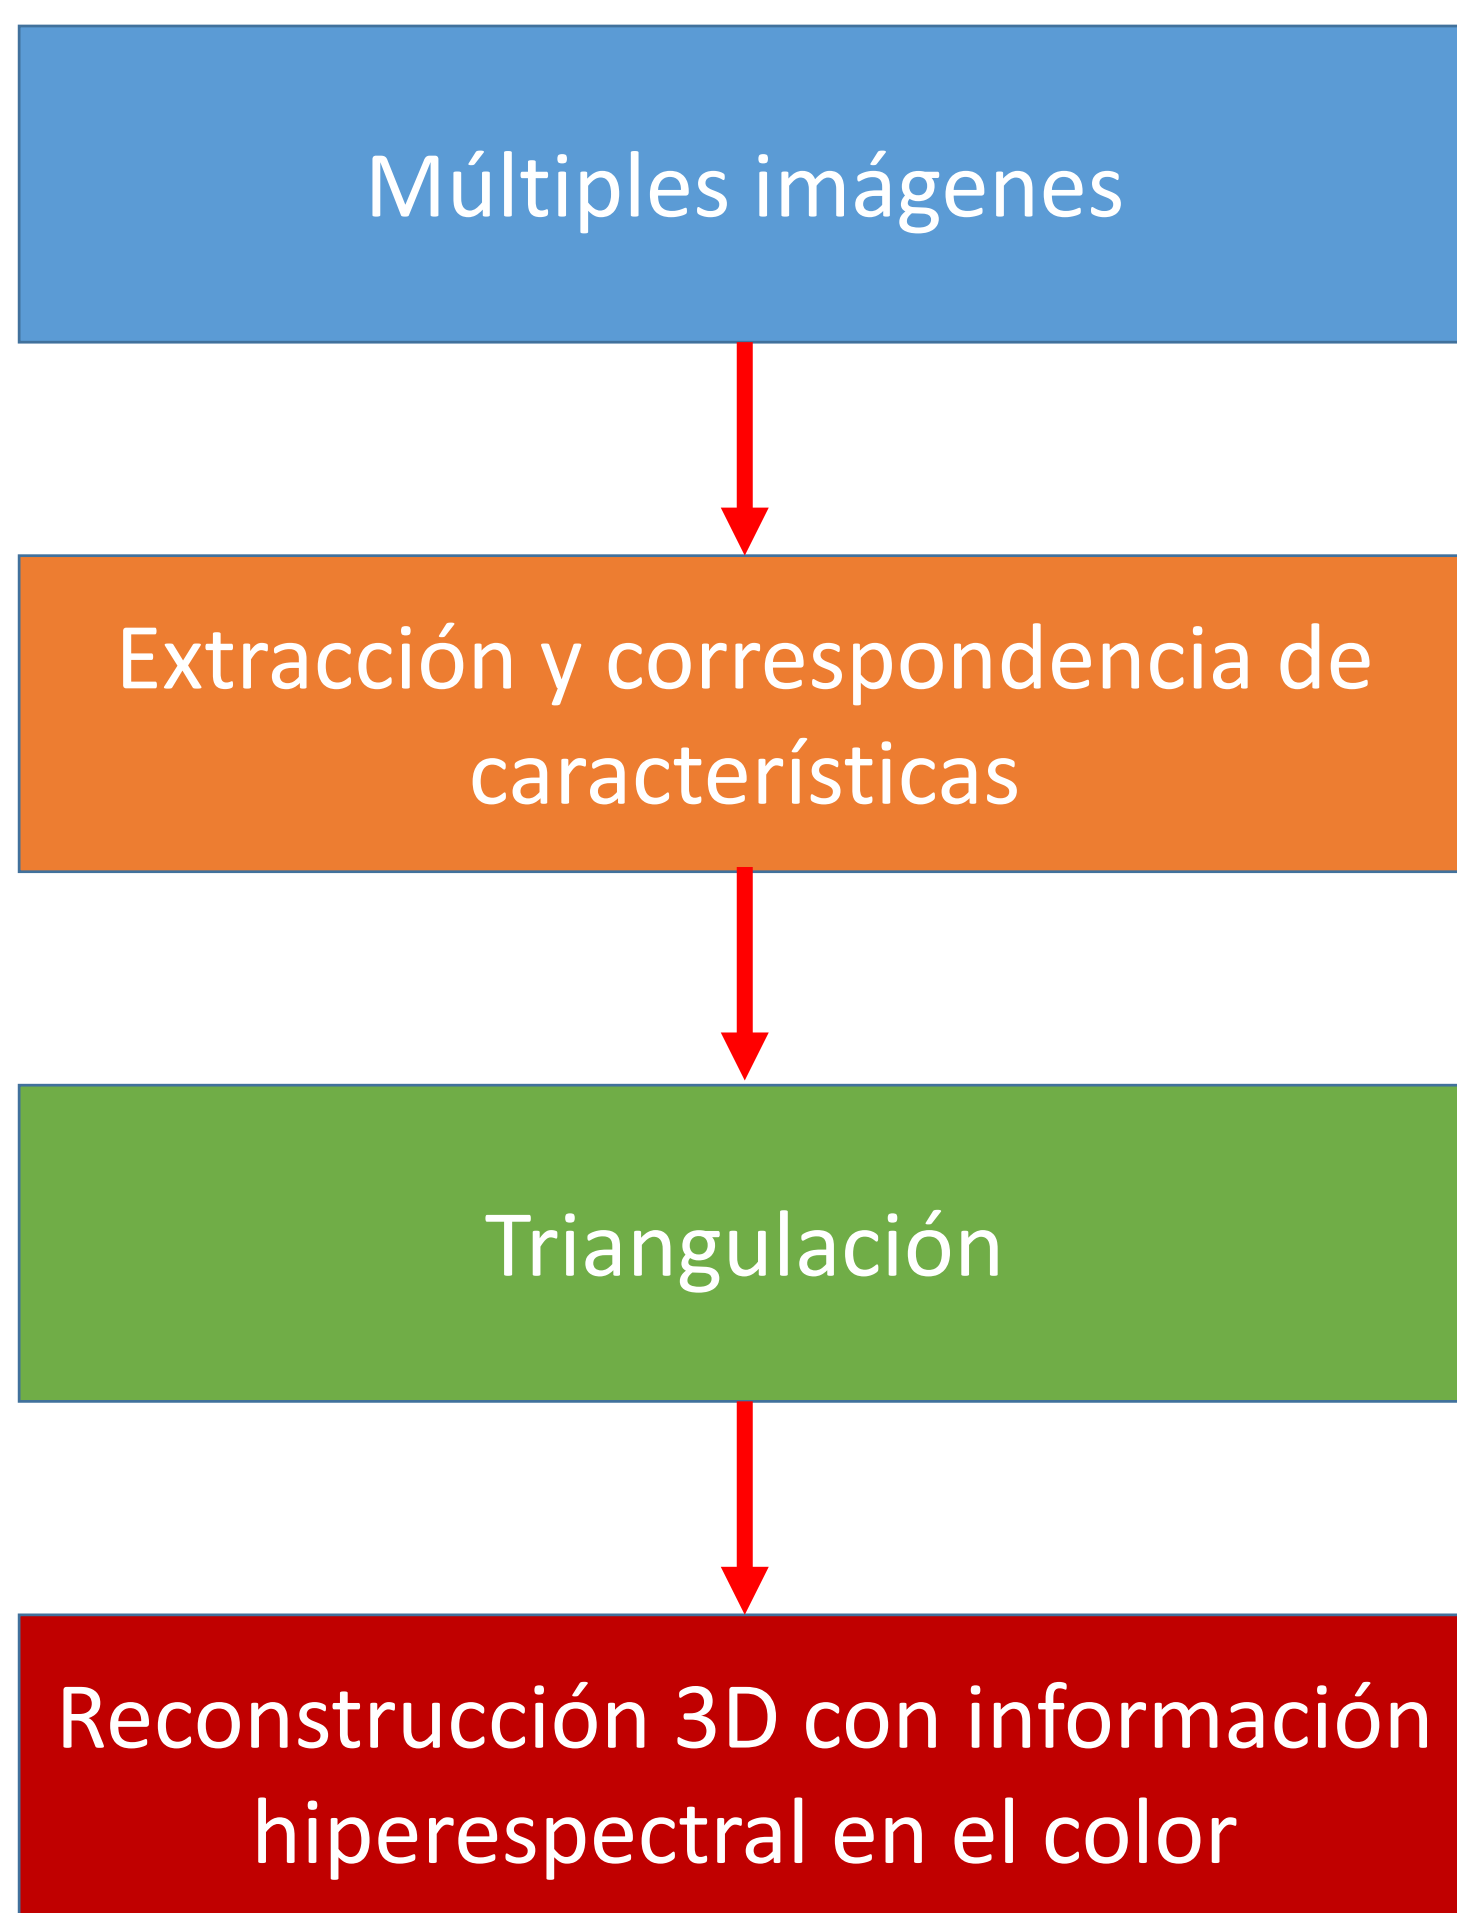 Múltiples imágenes
Extracción y correspondencia de
características
Triangulación
Reconstrucción 3D con información
hiperespectral en el color